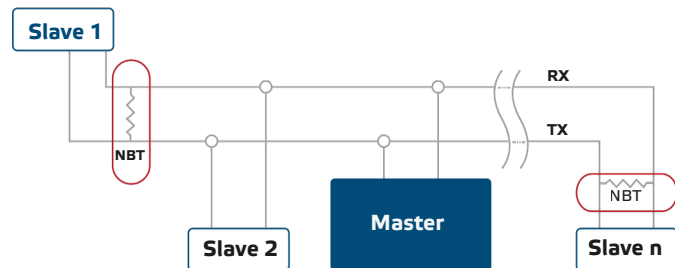 Slave 1
RX
TX
NBT
NBT
Master
Slave 2
Slave n